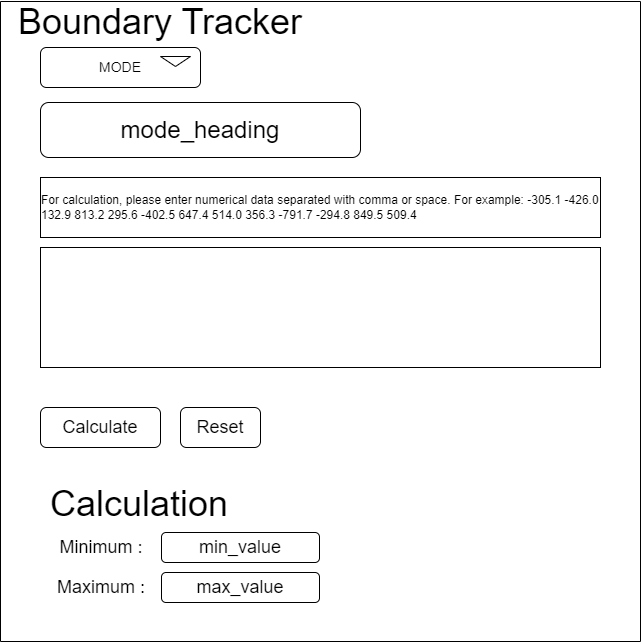 Boundary Tracker
MODE
mode_heading
For calculation, please enter numerical data separated with comma or space. For example: -305.1 -426.0
132.9 813.2 295.6 -402.5 647.4 514.0 356.3 -791.7 -294.8 849.5 509.4
Calculate Reset
Calculation
Minimum : min_value
Maximum : max_value